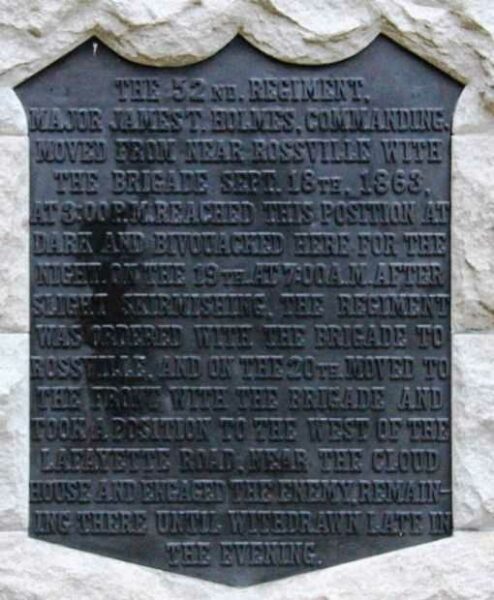 THE 52ND. REGIMENT,
MAJOR JAMES T. HOLMES, COMMANDING,
MOVED FROM NEAR ROSSVILLE WITH
THE BRIGADE SEPT. 18TH, 1863,
AT 3:00 P.M. REACHED THIS POSITION AT
DARK AND BIVOUACKED HERE FOR THE
NIGHT. ON THE 19TH. AT 7:00 A.M. AFTER
SLIGHT SKIRMISHING, THE REGIMENT
WAS ORDERED WITH THE BRIGADE TO
ROSSVILLE, AND ON THE 20TH. MOVED TO
THE FRONT WITH THE BRIGADE AND
TOOK A POSITION TO THE WEST OF THE
LAFAYETTE ROAD, NEAR THE CLOUD
HOUSE AND ENGAGED THE ENEMY, REMAIN-
ING THERE UNTIL WITHDRAWN LATE IN
THE EVENING.